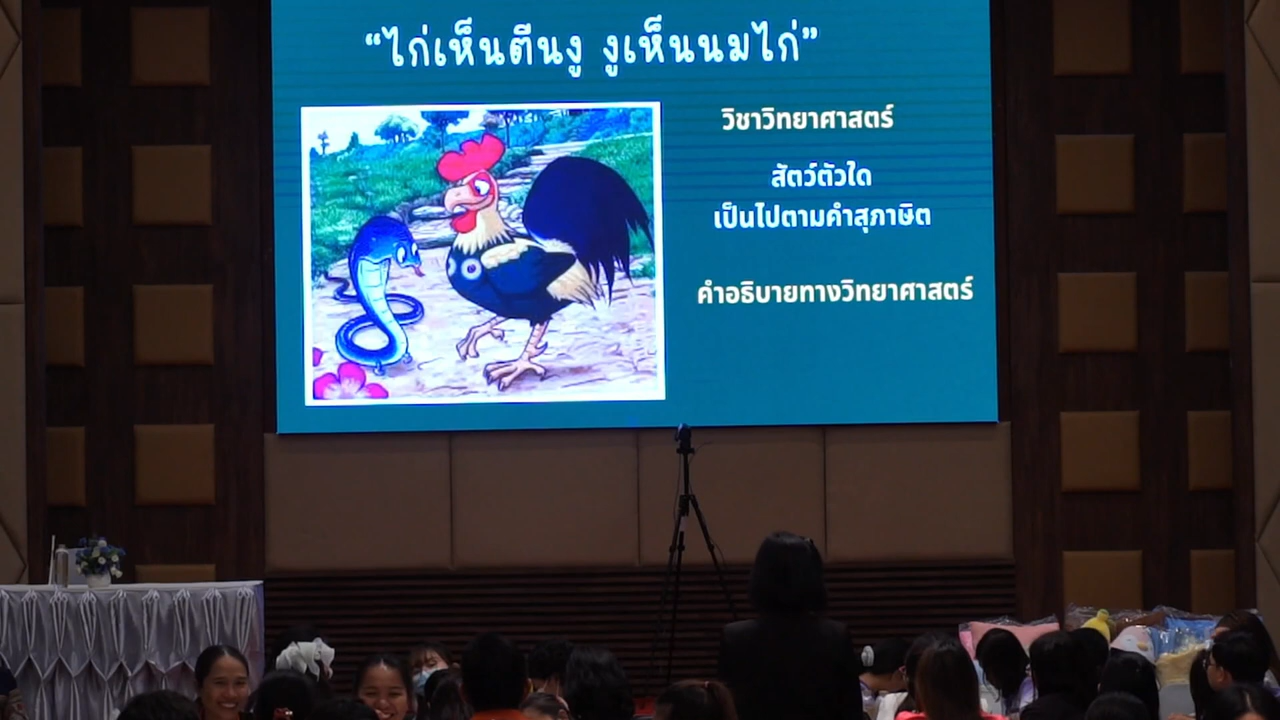 “ไก่เห็นตีนงู งูเห็นนมไก่”
วิชาวิทยาศาสตร์
สัตว์ตัวใด
เป็นไปตามคำสุภาษิต
คำอธิบายทางวิทยาศาสตร์